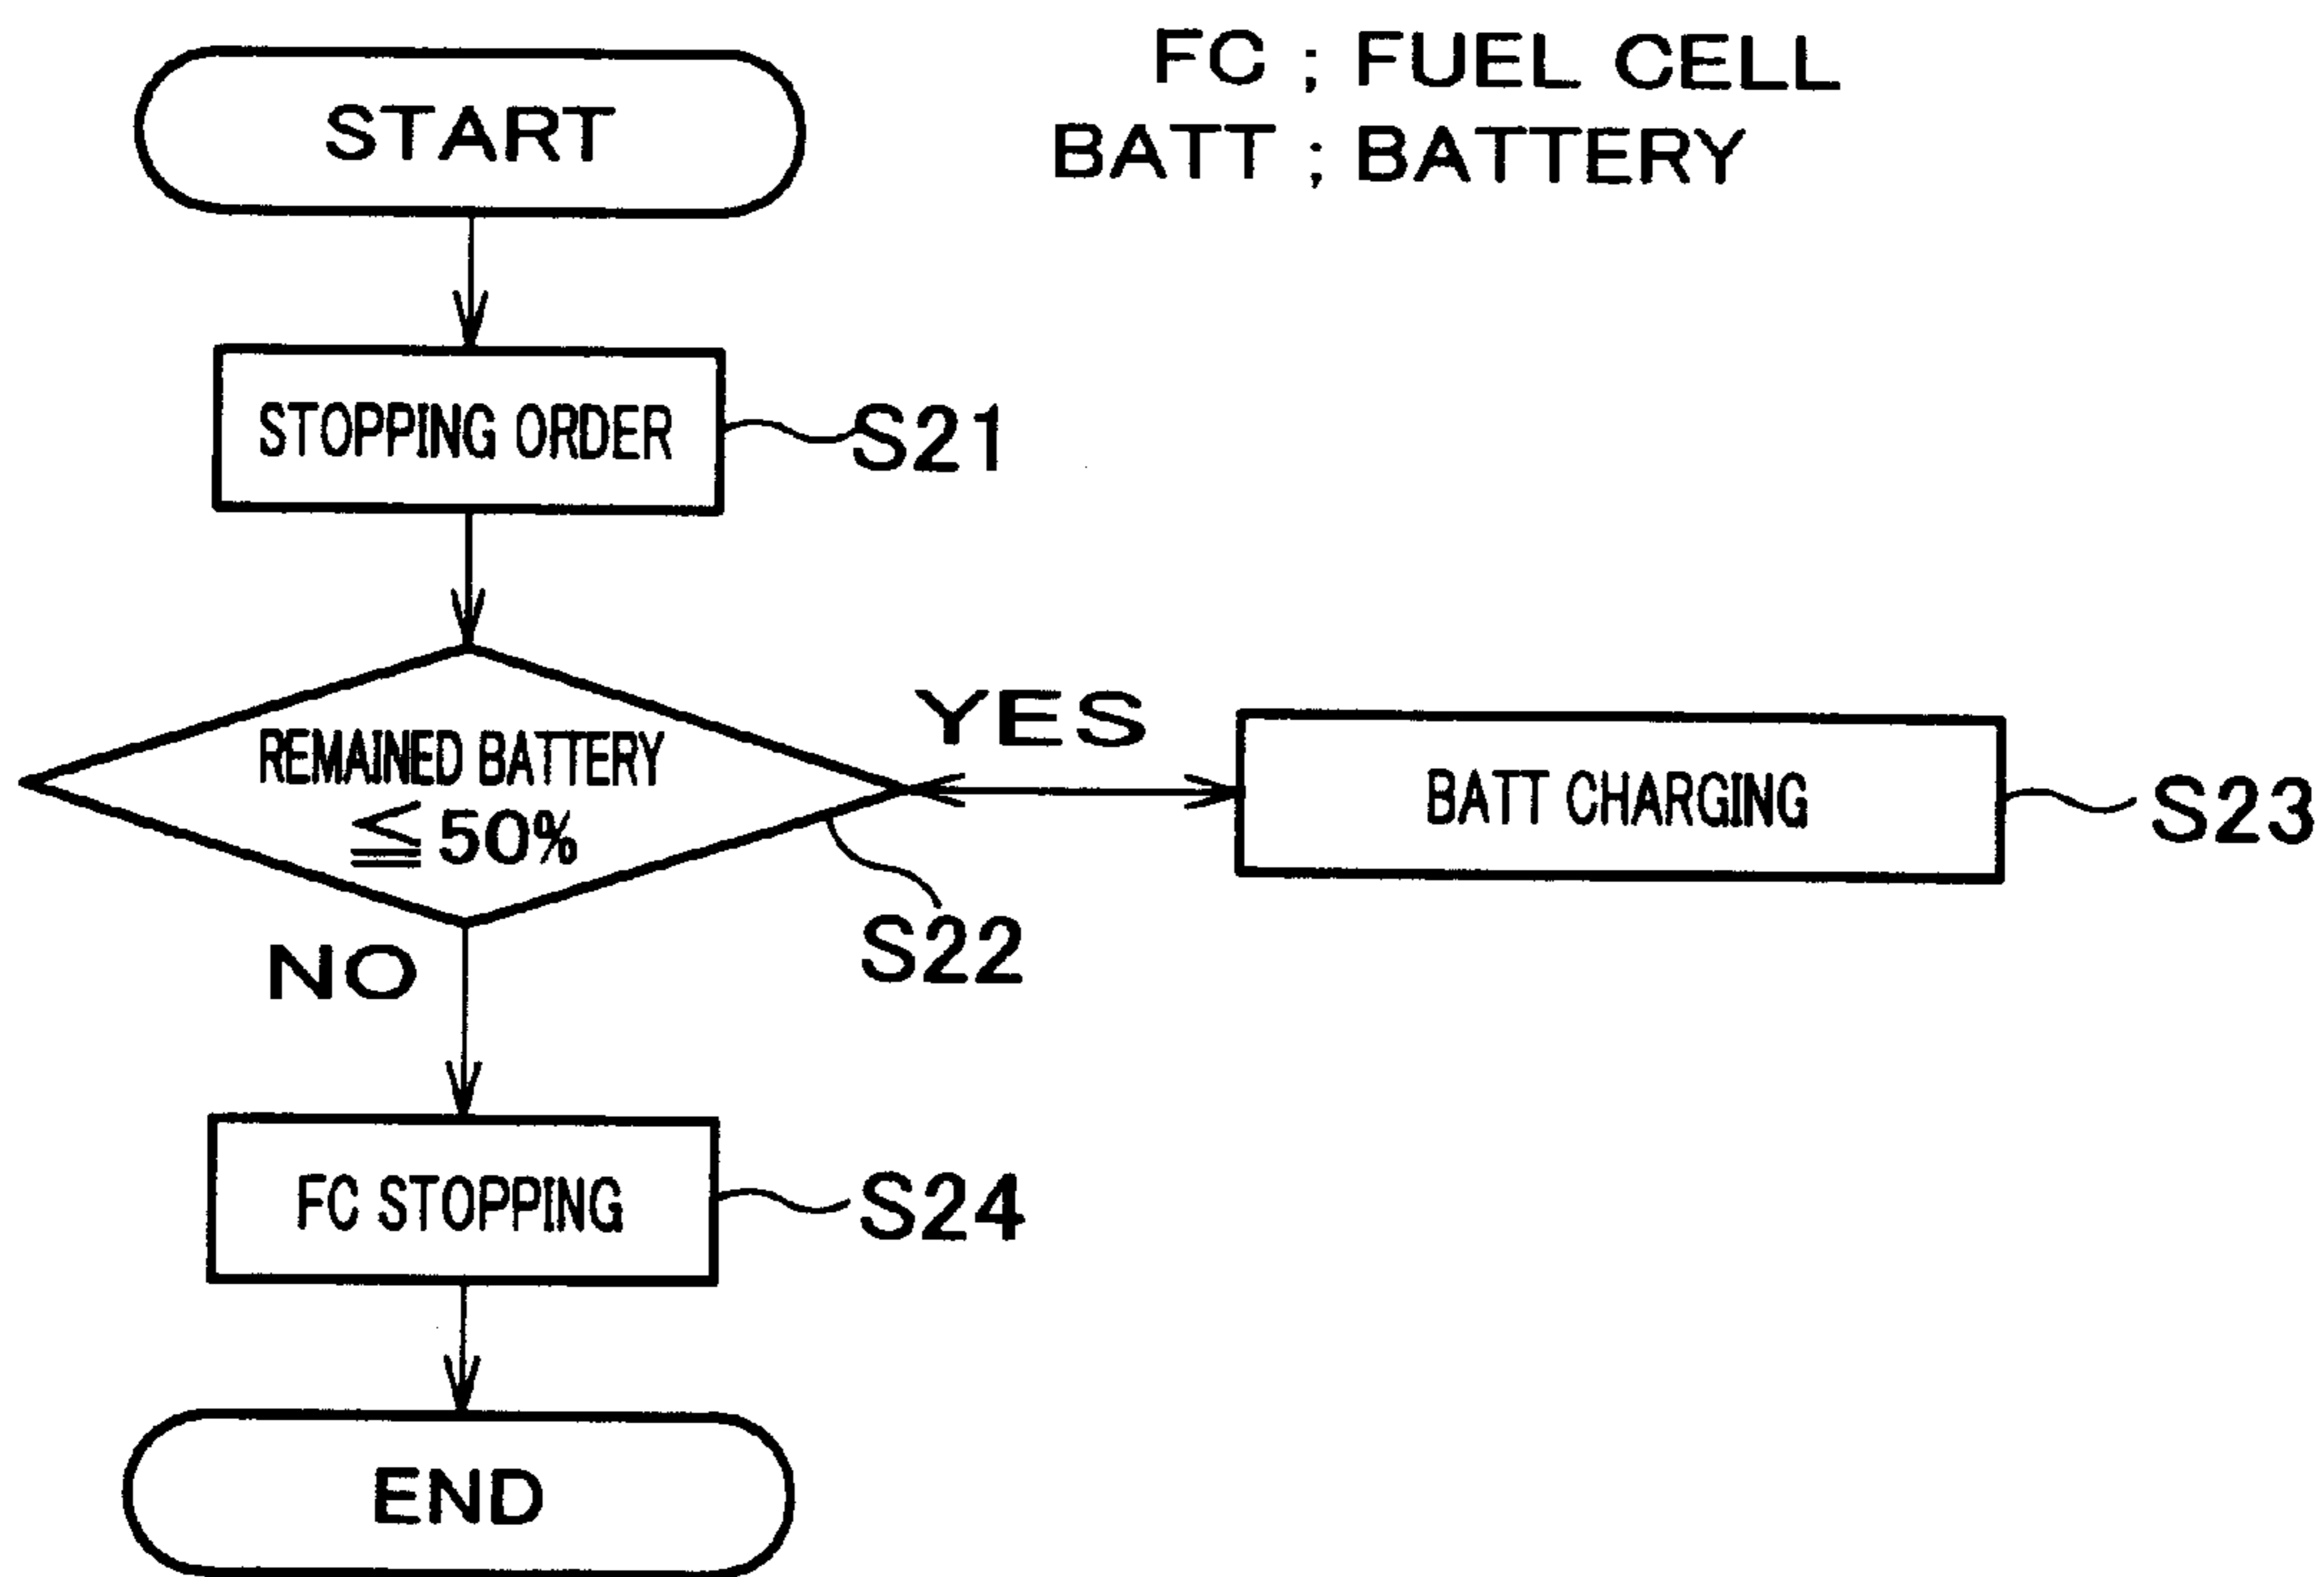 FC ; FUEL CELL
BATT ; BATTERY
START
STOPPING ORDER
S21
REMAINED BATTERY
≦50%
S22
YES
BATT CHARGING
S23
NO
FC STOPPING
S24
END